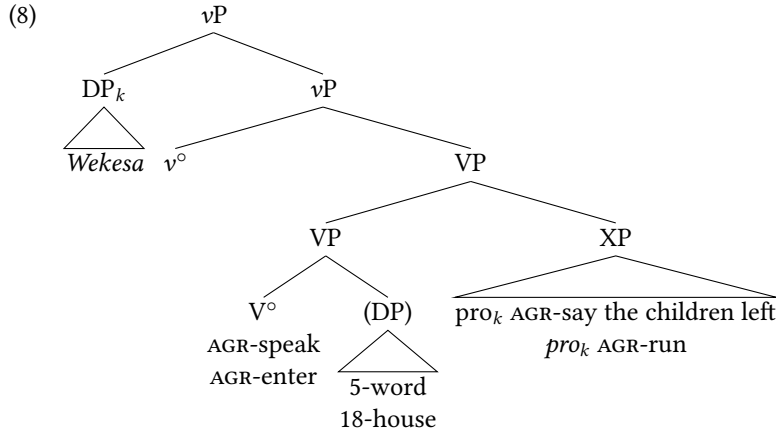 (8) vP
DPₖ vP
Wekesa v° VP
VP XP
V° (DP) proₖ AGR-say the children left
AGR-speak proₖ AGR-run
AGR-enter 5-word
18-house